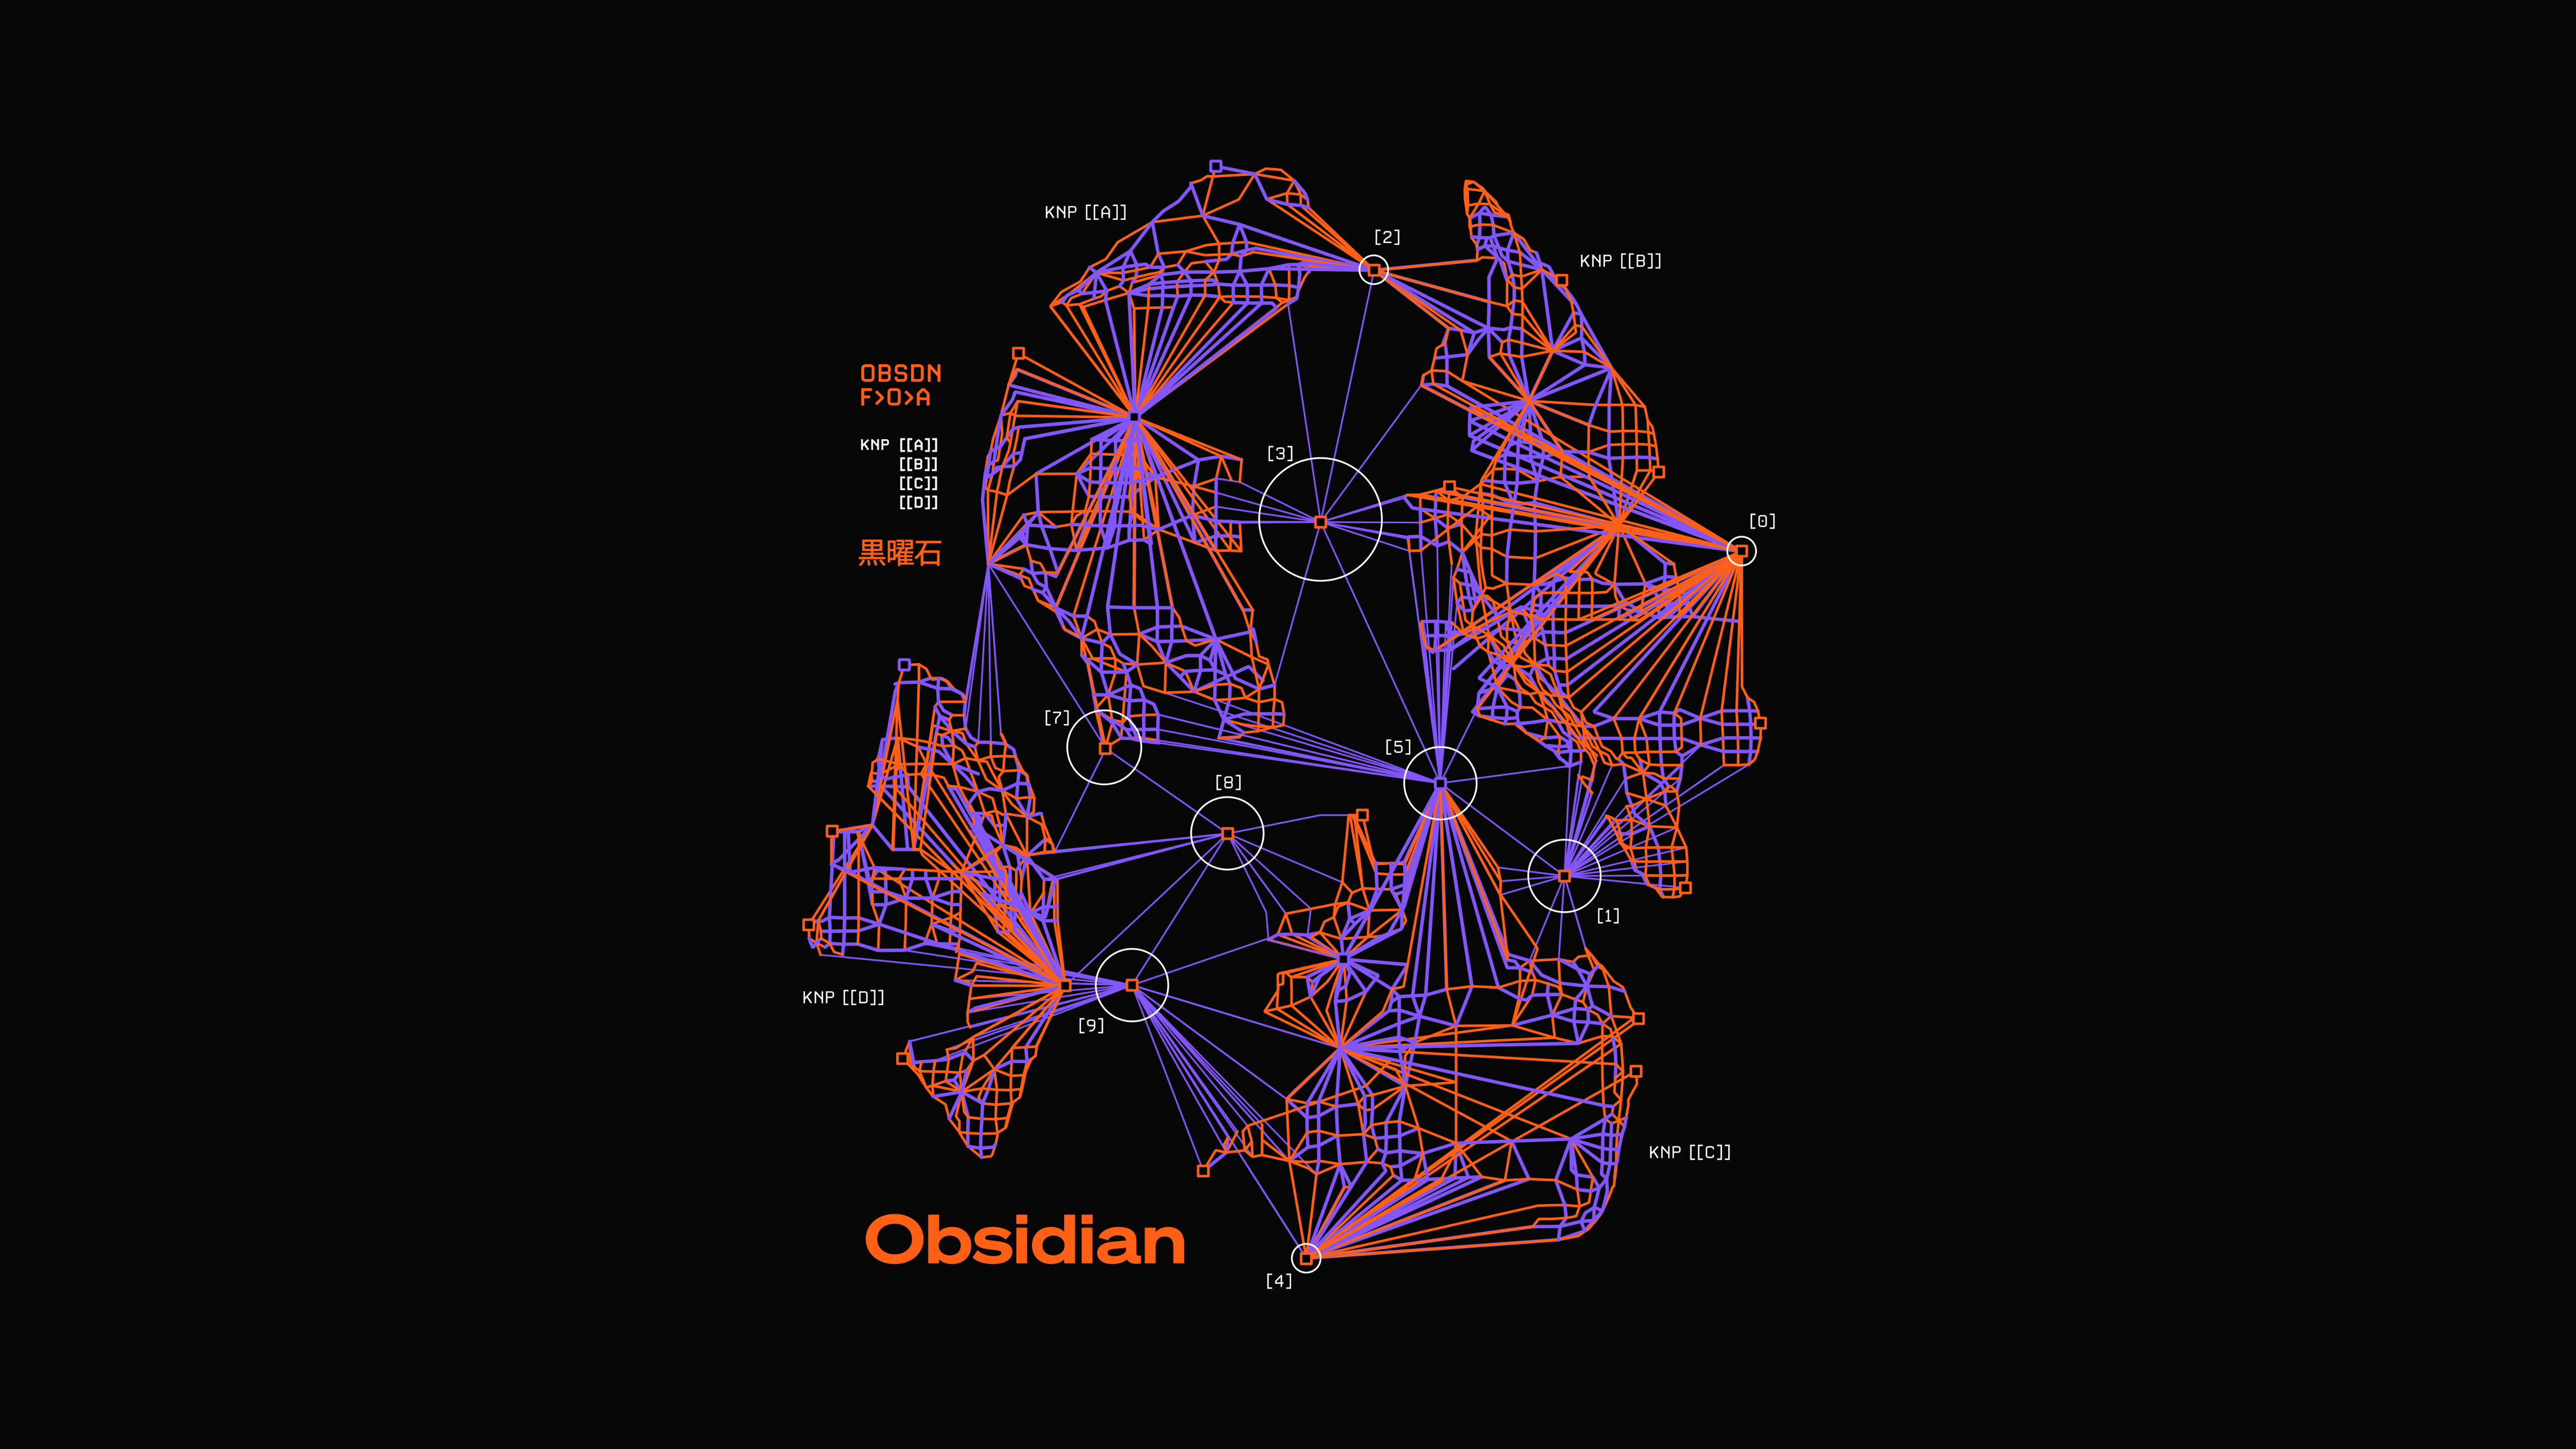 KNP [[A]]
[2]
KNP [[B]]
OBSDN
F>O>A
KNP [[A]]
[[B]]
[[C]]
[[D]]
[3]
[0]
黒曜石
[7]
[5]
[8]
[1]
KNP [[D]]
[9]
KNP [[C]]
Obsidian
[4]